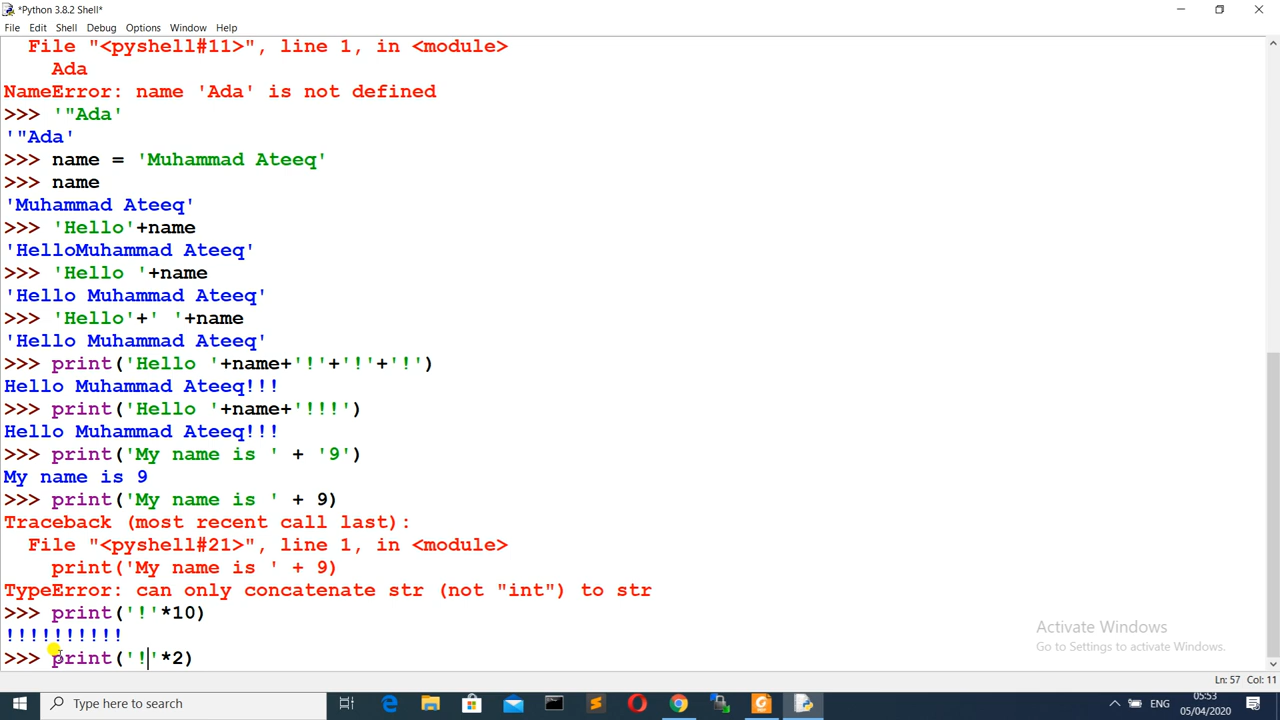 *Python 3.8.2 Shell*
File Edit Shell Debug Options Window Help
File "<pyshell#11>", line 1, in <module>
Ada
NameError: name 'Ada' is not defined
>>> '"Ada'
'"Ada'
>>> name = 'Muhammad Ateeq'
>>> name
'Muhammad Ateeq'
>>> 'Hello'+name
'HelloMuhammad Ateeq'
>>> 'Hello '+name
'Hello Muhammad Ateeq'
>>> 'Hello'+' '+name
'Hello Muhammad Ateeq'
>>> print('Hello '+name+'!'+'!'+'!')
Hello Muhammad Ateeq!!!
>>> print('Hello '+name+'!!!')
Hello Muhammad Ateeq!!!
>>> print('My name is ' + '9')
My name is 9
>>> print('My name is ' + 9)
Traceback (most recent call last):
File "<pyshell#21>", line 1, in <module>
print('My name is ' + 9)
TypeError: can only concatenate str (not "int") to str
>>> print('!'*10)
!!!!!!!!!!
>>> print('!'*2)
Activate Windows
Go to Settings to activate Windows.
Ln: 57 Col: 11
Type here to search
ENG
05:53
05/04/2020